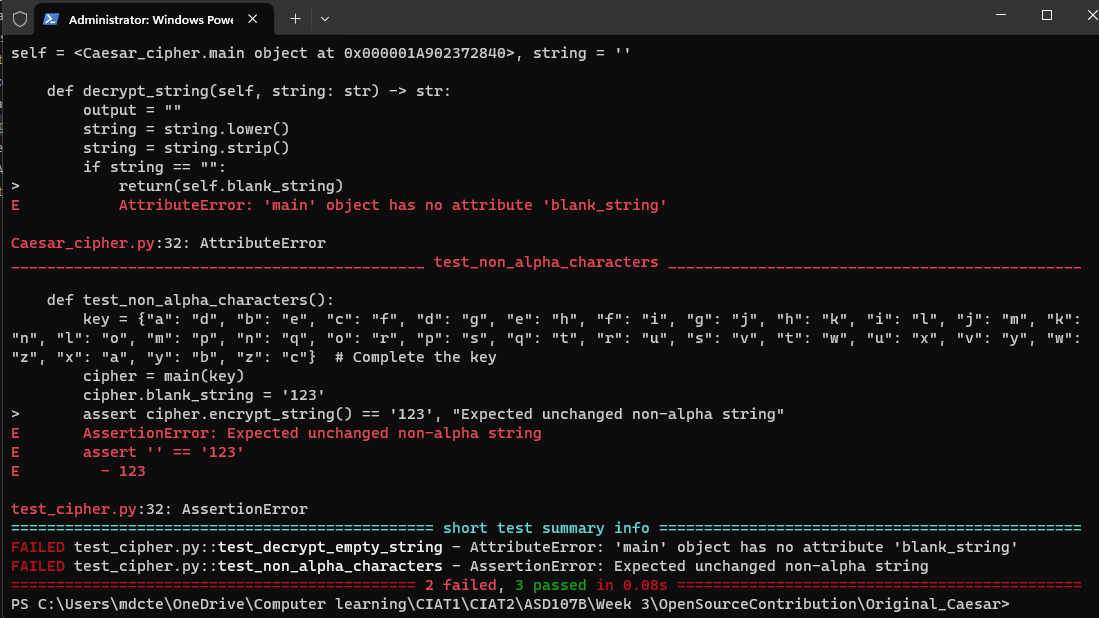 Administrator: Windows Powe
self = <Caesar_cipher.main object at 0x000001A902372840>, string = ''
    def decrypt_string(self, string: str) -> str:
        output = ""
        string = string.lower()
        string = string.strip()
        if string == "":
>           return(self.blank_string)
E           AttributeError: 'main' object has no attribute 'blank_string'
Caesar_cipher.py:32: AttributeError
______________________________________________ test_non_alpha_characters ______________________________________________
    def test_non_alpha_characters():
        key = {"a": "d", "b": "e", "c": "f", "d": "g", "e": "h", "f": "i", "g": "j", "h": "k", "i": "l", "j": "m", "k":
"n", "l": "o", "m": "p", "n": "q", "o": "r", "p": "s", "q": "t", "r": "u", "s": "v", "t": "w", "u": "x", "v": "y", "w":
"z", "x": "a", "y": "b", "z": "c"}  # Complete the key
        cipher = main(key)
        cipher.blank_string = '123'
>       assert cipher.encrypt_string() == '123', "Expected unchanged non-alpha string"
E       AssertionError: Expected unchanged non-alpha string
E       assert '' == '123'
E         - 123
test_cipher.py:32: AssertionError
=============================================== short test summary info ===============================================
FAILED test_cipher.py::test_decrypt_empty_string - AttributeError: 'main' object has no attribute 'blank_string'
FAILED test_cipher.py::test_non_alpha_characters - AssertionError: Expected unchanged non-alpha string
============================================= 2 failed, 3 passed in 0.08s =============================================
PS C:\Users\mdcte\OneDrive\Computer learning\CIAT1\CIAT2\ASD107B\Week 3\OpenSourceContribution\Original_Caesar>